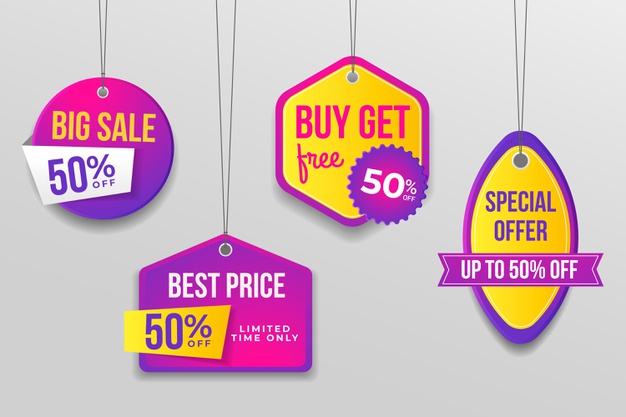 BIG SALE
50%
OFF
BUY GET
free
50%
OFF
BEST PRICE
50%
OFF
LIMITED
TIME ONLY
SPECIAL
OFFER
UP TO 50% OFF